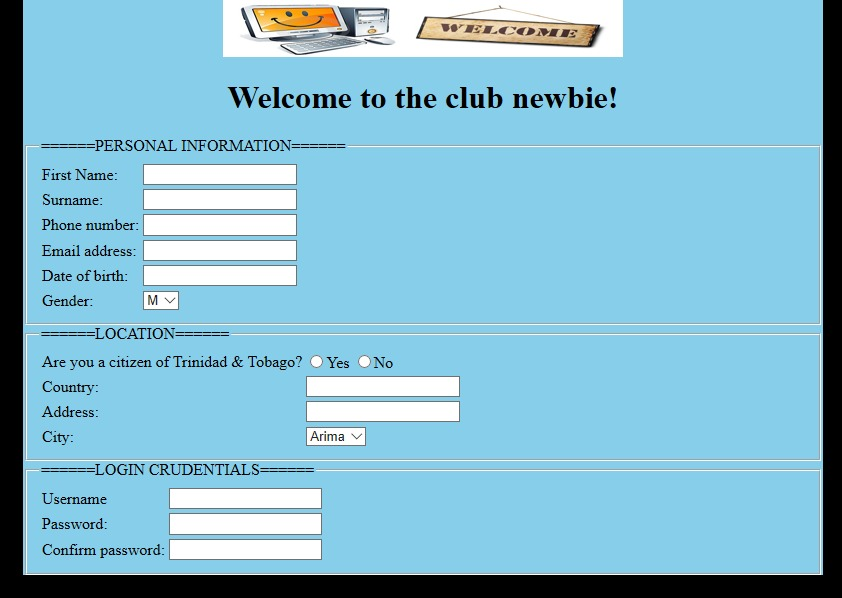 WELCOME
Welcome to the club newbie!
======PERSONAL INFORMATION======
First Name:
Surname:
Phone number:
Email address:
Date of birth:
Gender: M
======LOCATION======
Are you a citizen of Trinidad & Tobago? Yes No
Country:
Address:
City: Arima
======LOGIN CRUDENTIALS======
Username
Password:
Confirm password: